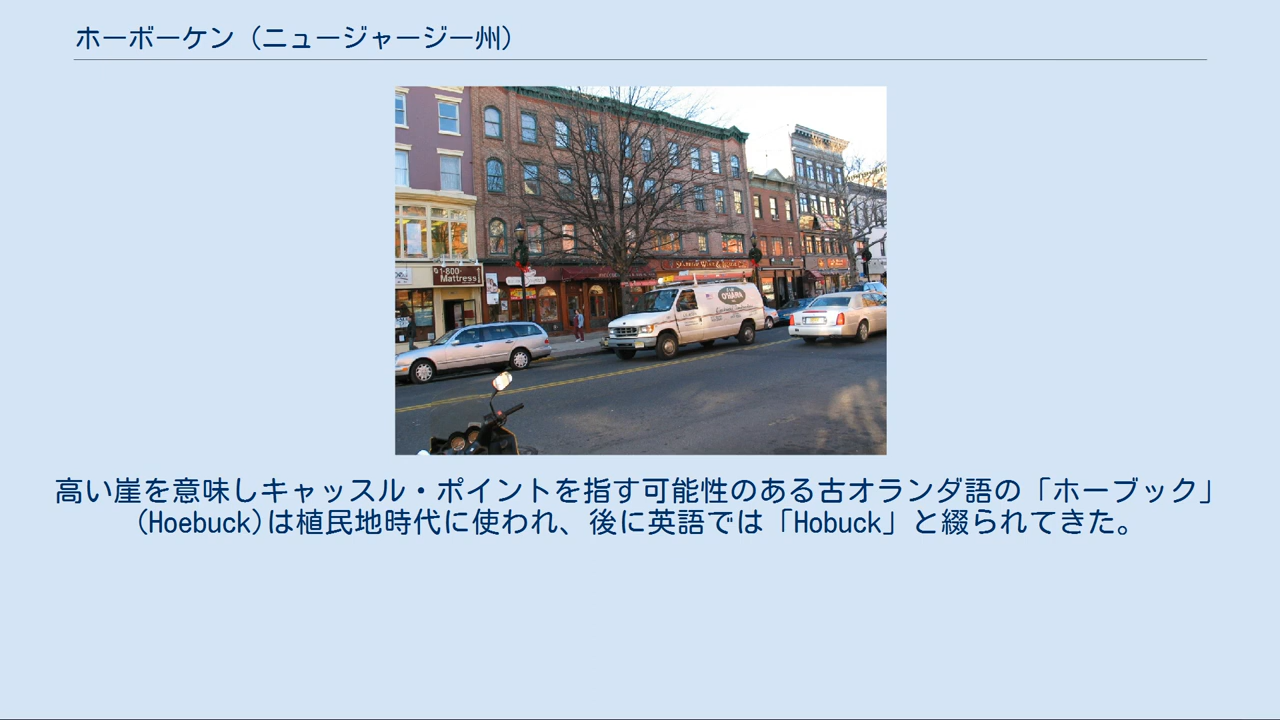 ホーボーケン（ニュージャージー州）
1-800-
Mattress
O'HARA
高い崖を意味しキャッスル・ポイントを指す可能性のある古オランダ語の「ホーブック」
(Hoebuck)は植民地時代に使われ、後に英語では「Hobuck」と綴られてきた。